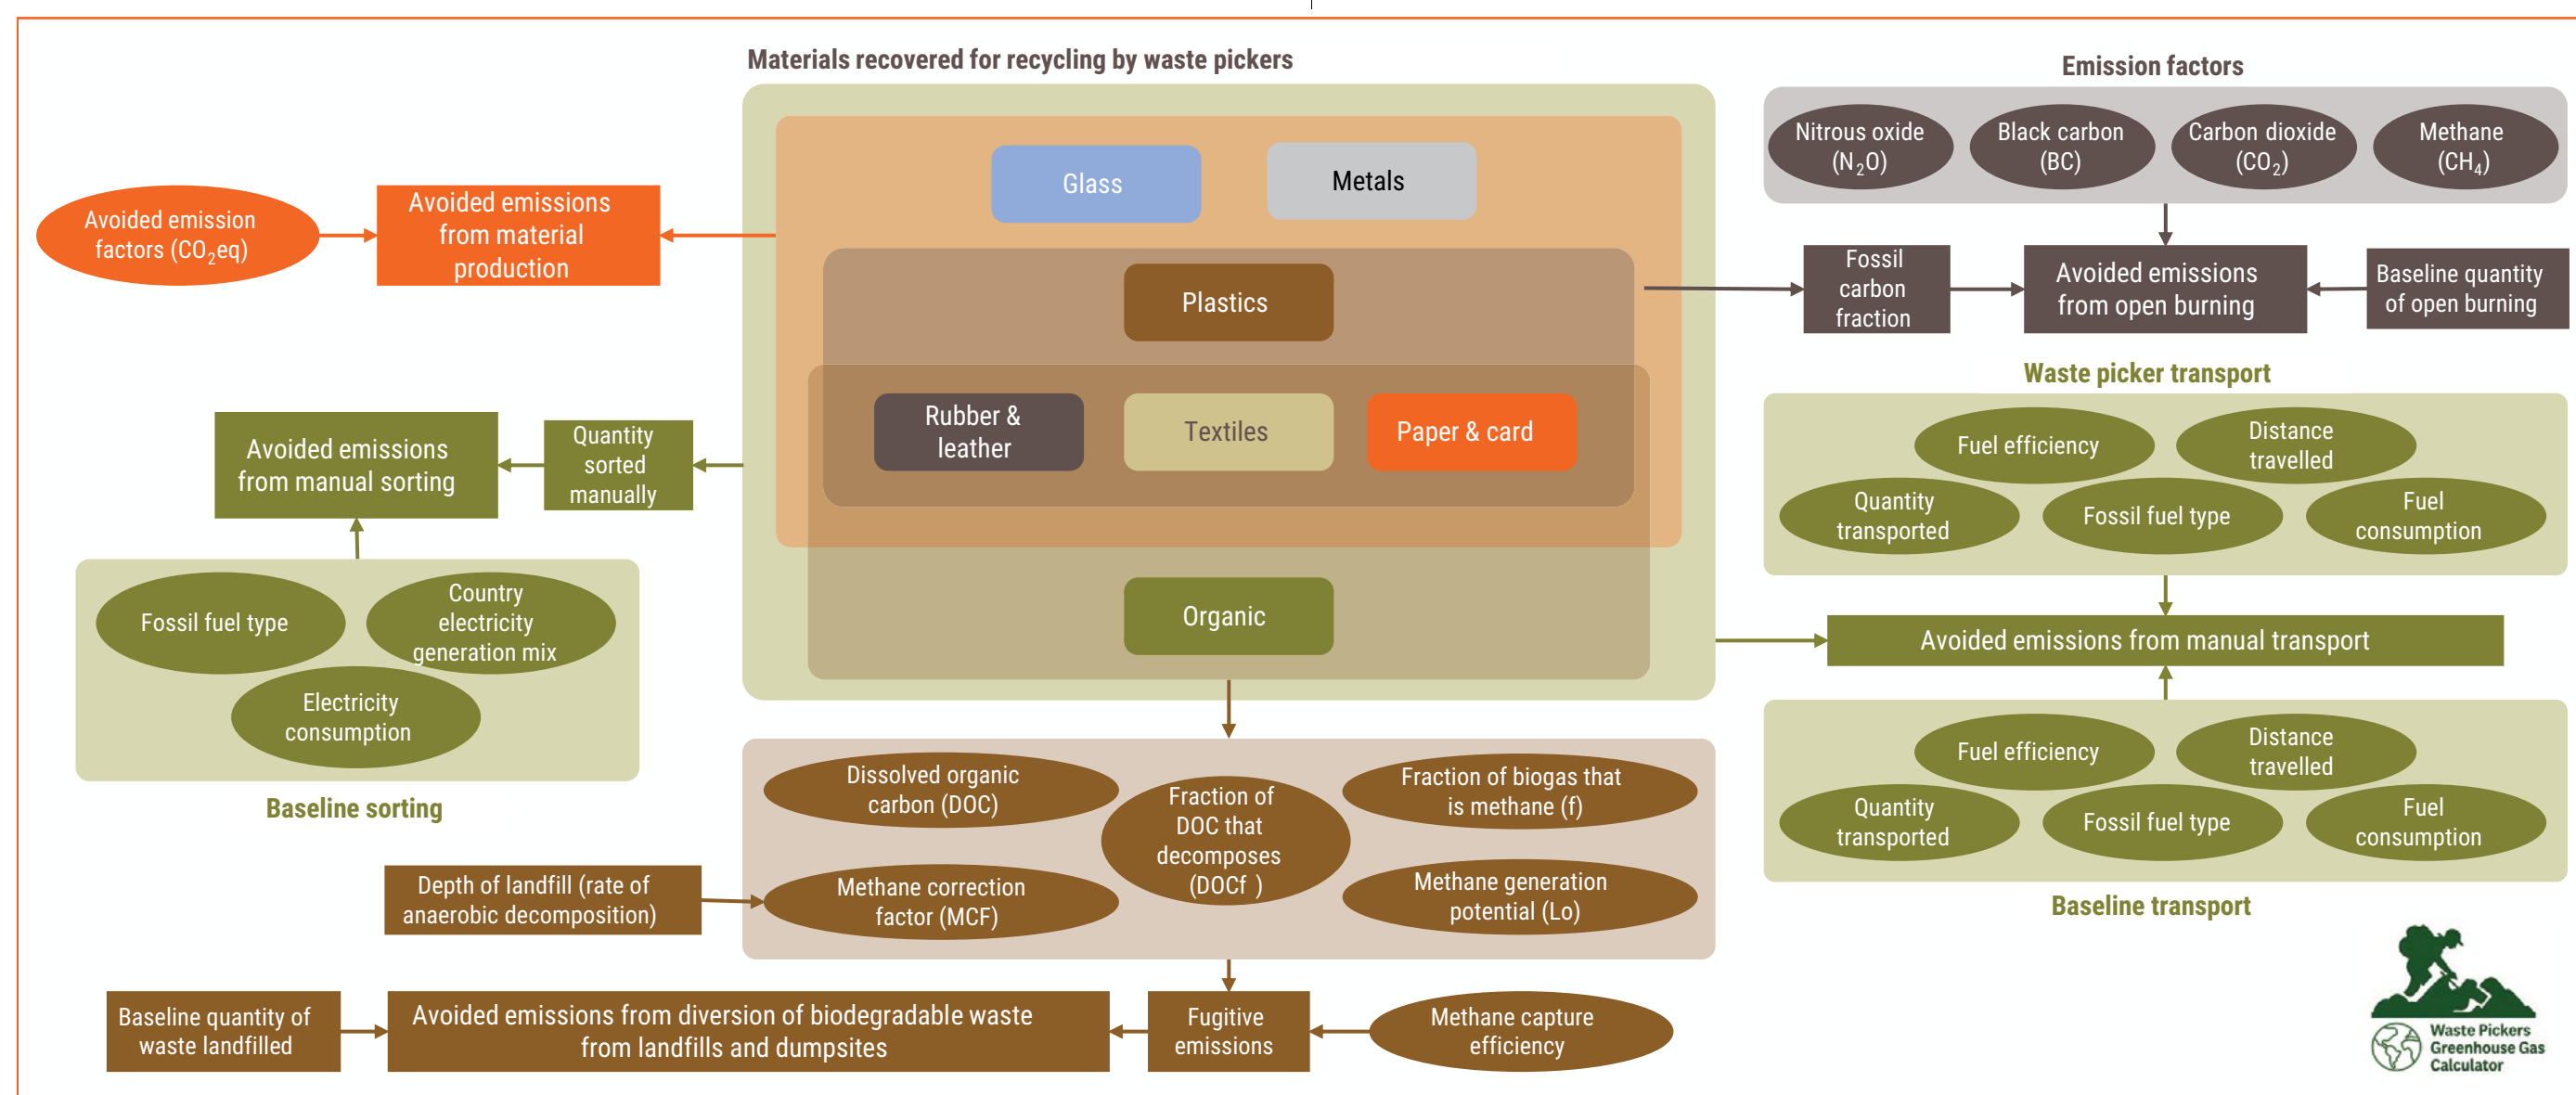 Materials recovered for recycling by waste pickers
Emission factors
Nitrous oxide
(N₂O)
Black carbon
(BC)
Carbon dioxide
(CO₂)
Methane
(CH₄)
Glass
Metals
Avoided emission
factors (CO₂eq)
Avoided emissions
from material
production
Plastics
Fossil
carbon
fraction
Avoided emissions
from open burning
Baseline quantity
of open burning
Rubber &
leather
Textiles
Paper & card
Avoided emissions
from manual sorting
Quantity
sorted
manually
Waste picker transport
Fuel efficiency
Distance
travelled
Quantity
transported
Fossil fuel type
Fuel
consumption
Fossil fuel type
Country
electricity
generation mix
Electricity
consumption
Baseline sorting
Organic
Avoided emissions from manual transport
Fuel efficiency
Distance
travelled
Quantity
transported
Fossil fuel type
Fuel
consumption
Baseline transport
Dissolved organic
carbon (DOC)
Fraction of
DOC that
decomposes
(DOCf )
Fraction of biogas that
is methane (f)
Depth of landfill (rate of
anaerobic decomposition)
Methane correction
factor (MCF)
Methane generation
potential (Lo)
Baseline quantity of
waste landfilled
Avoided emissions from diversion of biodegradable waste
from landfills and dumpsites
Fugitive
emissions
Methane capture
efficiency
Waste Pickers
Greenhouse Gas
Calculator